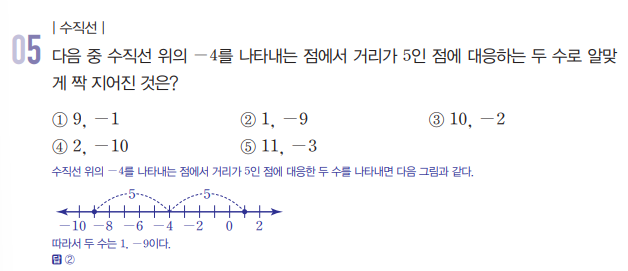 | 수직선 |
05 다음 중 수직선 위의 -4를 나타내는 점에서 거리가 5인 점에 대응하는 두 수로 알맞
게 짝 지어진 것은?
① 9, -1 ② 1, -9 ③ 10, -2
④ 2, -10 ⑤ 11, -3
수직선 위의 -4를 나타내는 점에서 거리가 5인 점에 대응한 두 수를 나타내면 다음 그림과 같다.
5 5
-10 -8 -6 -4 -2 0 2
따라서 두 수는 1, -9이다.
답 ②